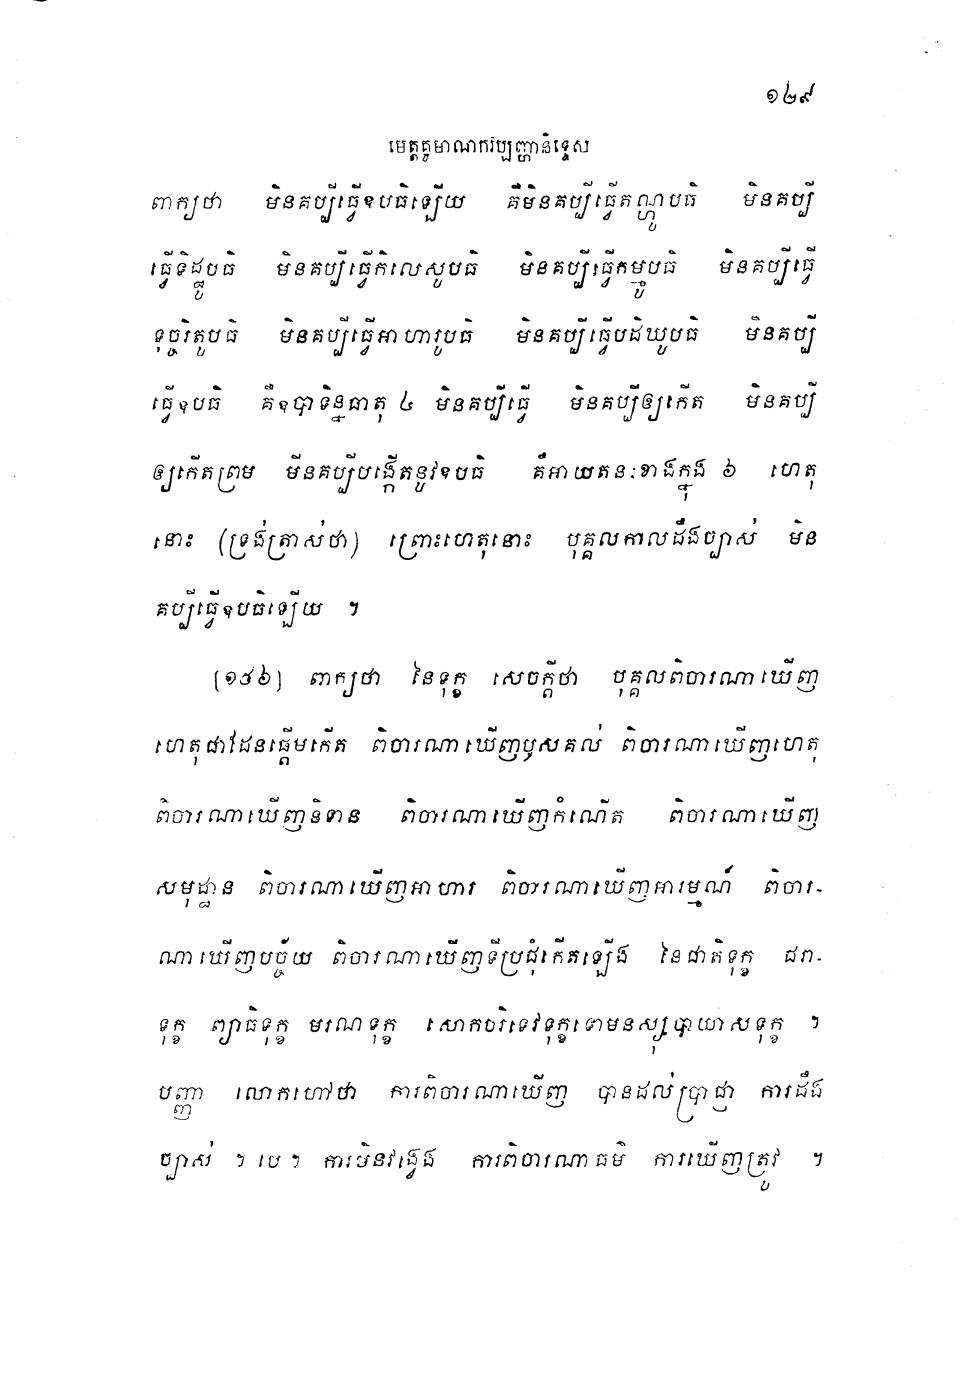 ១២៩
មេត្តគូមាណកវប្បញ្ហានិទ្ទេស
ពាក្យថា មិនគប្បីធ្វើឧបធិឡើយ គឺមិនគប្បីធ្វើតណ្ហូបធិ មិនគប្បី
ធ្វើទិដ្ឋូបធិ មិនគប្បីធ្វើកិលេសូបធិ មិនគប្បីធ្វើកម្មូបធិ មិនគប្បីធ្វើ
ទុច្ចរិតូបធិ មិនគប្បីធ្វើអាហារូបធិ មិនគប្បីធ្វើបដិឃូបធិ មិនគប្បី
ធ្វើឧបធិ គឺឧបាទិន្នធាតុ ៤ មិនគប្បីធ្វើ មិនគប្បីឲ្យកើត មិនគប្បី
ឲ្យកើតព្រម មិនគប្បីបង្កើតនូវឧបធិ គឺអាយតនៈខាងក្នុង ៦ ហេតុ
នោះ (ទ្រង់ត្រាស់ថា) ព្រោះហេតុនោះ បុគ្គលកាលដឹងច្បាស់ មិន
គប្បីធ្វើឧបធិឡើយ ។
[១៥៦] ពាក្យថា នៃទុក្ខ សេចក្តីថា បុគ្គលពិចារណាឃើញ
ហេតុជាដែនផ្តើមកើត ពិចារណាឃើញឫសគល់ ពិចារណាឃើញហេតុ
ពិចារណាឃើញនិទាន ពិចារណាឃើញកំណើត ពិចារណាឃើញ
សមុដ្ឋាន ពិចារណាឃើញអាហារ ពិចារណាឃើញអារម្មណ៍ ពិចារ-
ណាឃើញបច្ច័យ ពិចារណាឃើញទីប្រជុំកើតឡើង នៃជាតិទុក្ខ ជរា-
ទុក្ខ ព្យាធិទុក្ខ មរណទុក្ខ សោកបរិទេវទុក្ខទោមនស្សុបាយាសទុក្ខ ។
បញ្ញា លោកហៅថា ការពិចារណាឃើញ បានដល់ប្រាជ្ញា ការដឹង
ច្បាស់ ។ បេ ។ ការមិនវង្វេង ការពិចារណាធម៌ ការឃើញត្រូវ ។